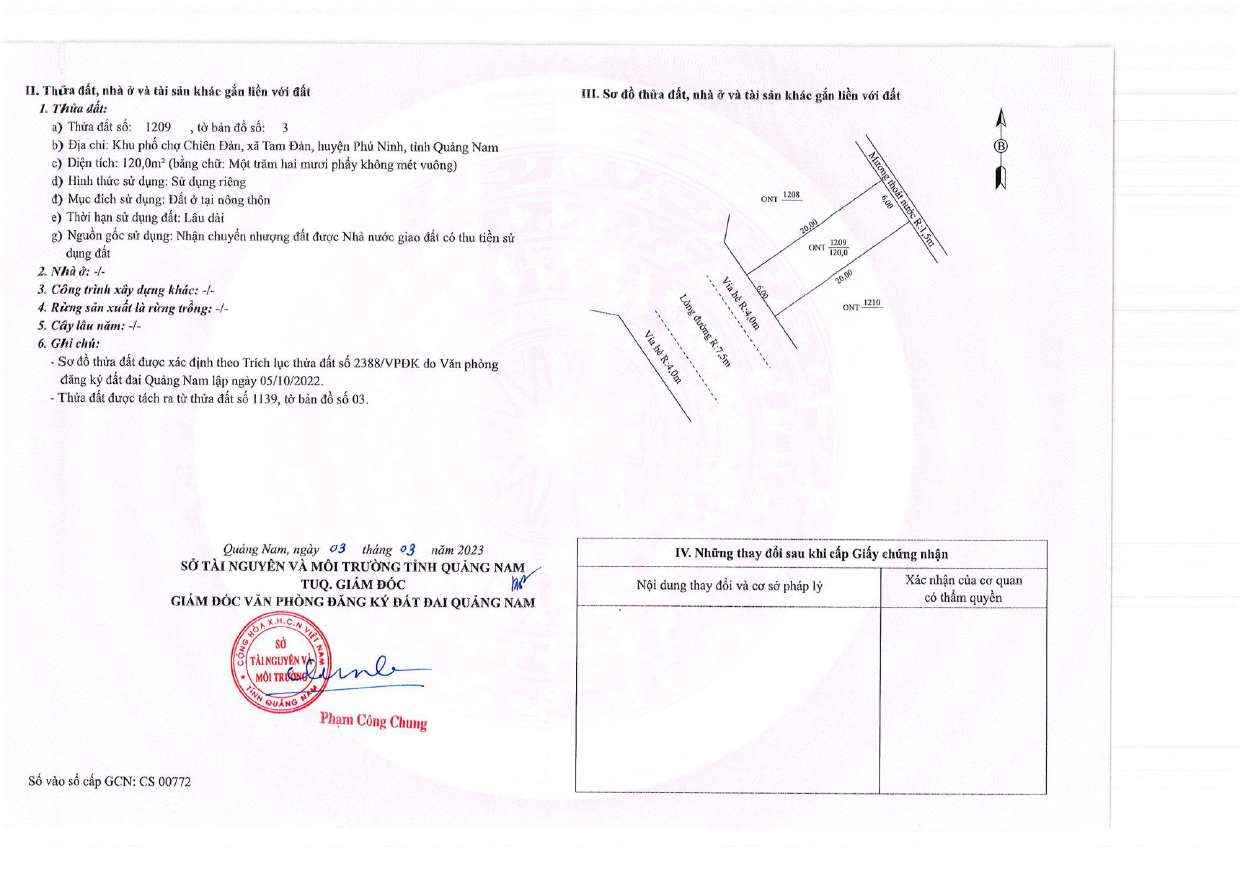 II. Thửa đất, nhà ở và tài sản khác gắn liền với đất
1. Thửa đất:
a) Thửa đất số: 1209 , tờ bản đồ số: 3
b) Địa chỉ: Khu phố chợ Chiên Đàn, xã Tam Đàn, huyện Phú Ninh, tỉnh Quảng Nam
c) Diện tích: 120,0m² (bằng chữ: Một trăm hai mươi phẩy không mét vuông)
d) Hình thức sử dụng: Sử dụng riêng
đ) Mục đích sử dụng: Đất ở tại nông thôn
e) Thời hạn sử dụng đất: Lâu dài
g) Nguồn gốc sử dụng: Nhận chuyển nhượng đất được Nhà nước giao đất có thu tiền sử
dụng đất
2. Nhà ở: -/-
3. Công trình xây dựng khác: -/-
4. Rừng sản xuất là rừng trồng: -/-
5. Cây lâu năm: -/-
6. Ghi chú:
- Sơ đồ thửa đất được xác định theo Trích lục thửa đất số 2388/VPĐK do Văn phòng
đăng ký đất đai Quảng Nam lập ngày 05/10/2022.
- Thửa đất được tách ra từ thửa đất số 1139, tờ bản đồ số 03.
Quảng Nam, ngày 03 tháng 03 năm 2023
SỞ TÀI NGUYÊN VÀ MÔI TRƯỜNG TỈNH QUẢNG NAM
TUQ. GIÁM ĐỐC
GIÁM ĐỐC VĂN PHÒNG ĐĂNG KÝ ĐẤT ĐAI QUẢNG NAM
CỘNG HÒA X.H.C.N VIỆT NAM
SỞ
TÀI NGUYÊN VÀ
MÔI TRƯỜNG
TỈNH QUẢNG NAM
Phạm Công Chung
Số vào sổ cấp GCN: CS 00772
III. Sơ đồ thửa đất, nhà ở và tài sản khác gắn liền với đất
B
Mương thoát nước R:1,5m
ONT 1208
6,00
20,00
ONT 1209
120,0
20,00
6,00
ONT 1210
Vỉa hè R:4,0m
Lòng đường R:7,5m
Vỉa hè R:4,0m
IV. Những thay đổi sau khi cấp Giấy chứng nhận
Nội dung thay đổi và cơ sở pháp lý
Xác nhận của cơ quan
có thẩm quyền